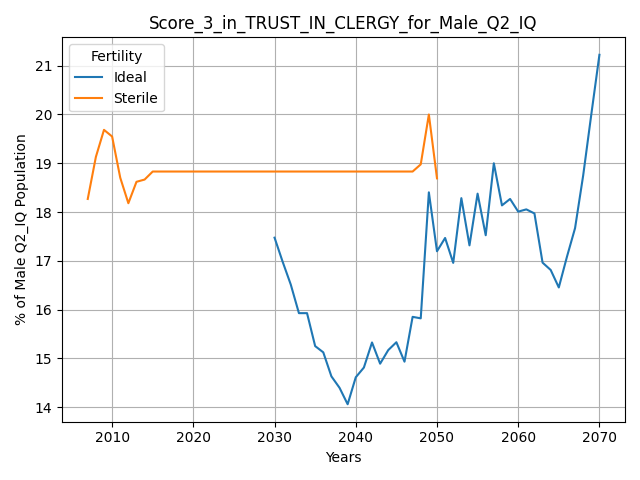 Score_3_in_TRUST_IN_CLERGY_for_Male_Q2_IQ
Fertility
Ideal
Sterile
% of Male Q2_IQ Population
21
20
19
18
17
16
15
14
2010 2020 2030 2040 2050 2060 2070
Years